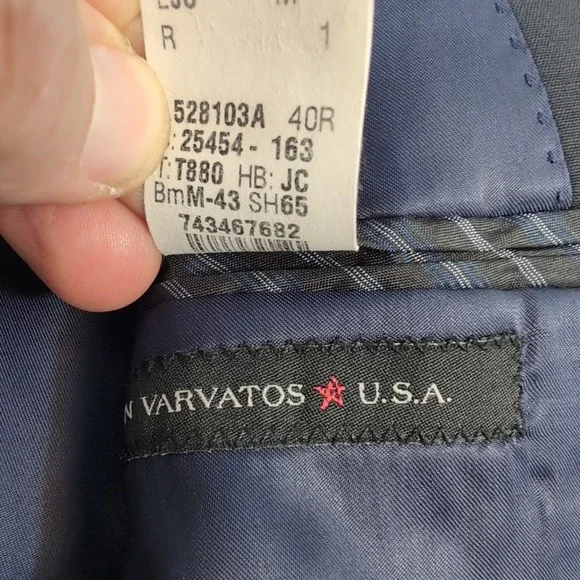 R 1
528103A 40R
: 25454 - 163
T: T880 HB: JC
BmM-43 SH65
743467682
N VARVATOS U.S.A.